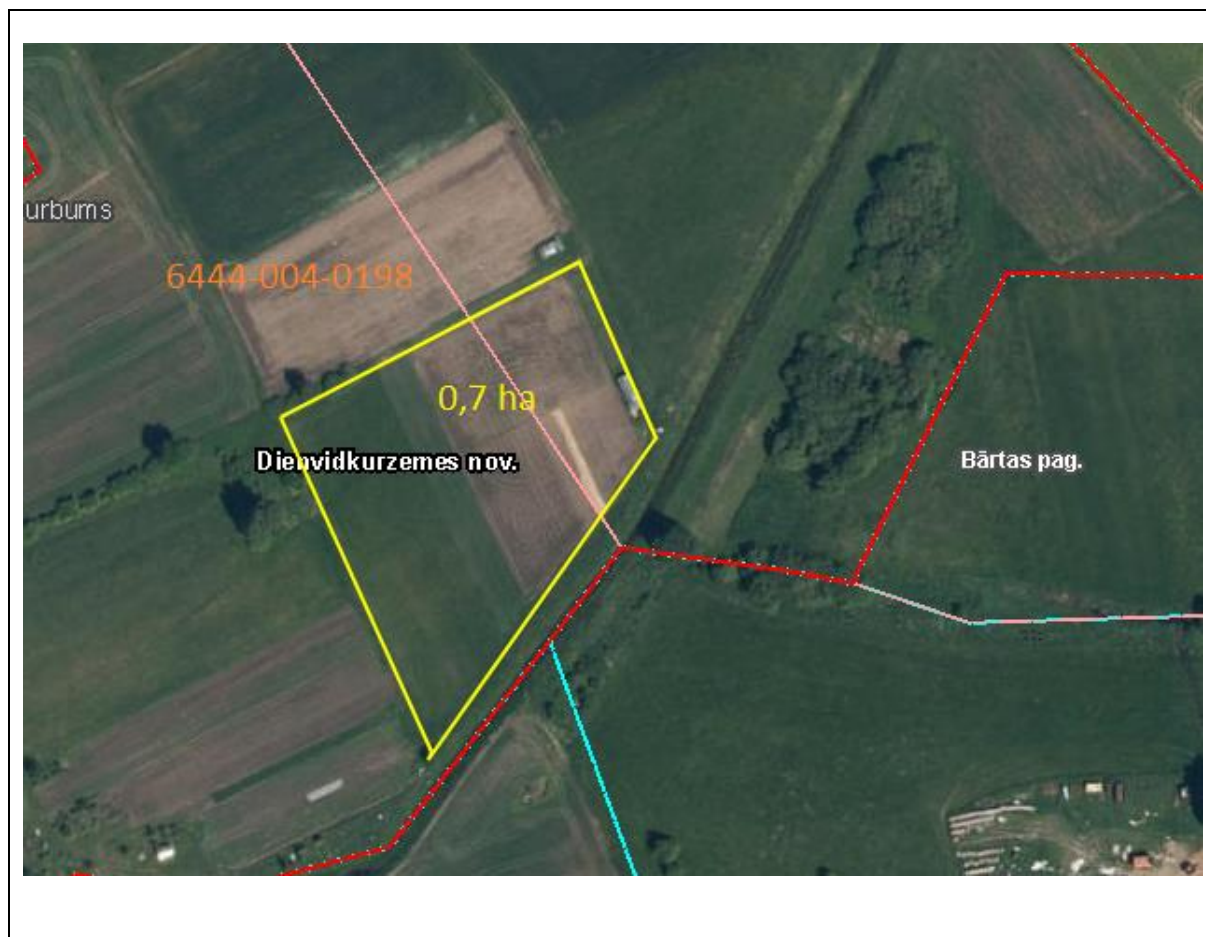 urbums
6444-004-0198
0,7 ha
Dienvidkurzemes nov.
Bārtas pag.